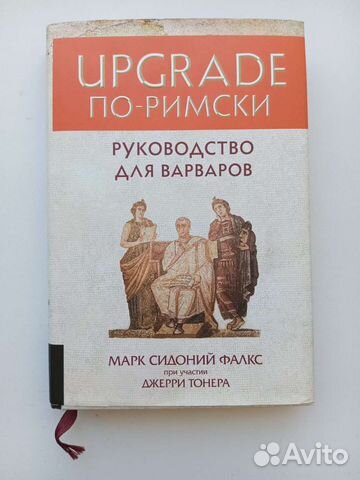 UPGRADE
ПО-РИМСКИ
РУКОВОДСТВО
ДЛЯ ВАРВАРОВ
МАРК СИДОНИЙ ФАЛКС
при участии
ДЖЕРРИ ТОНЕРА
Avito